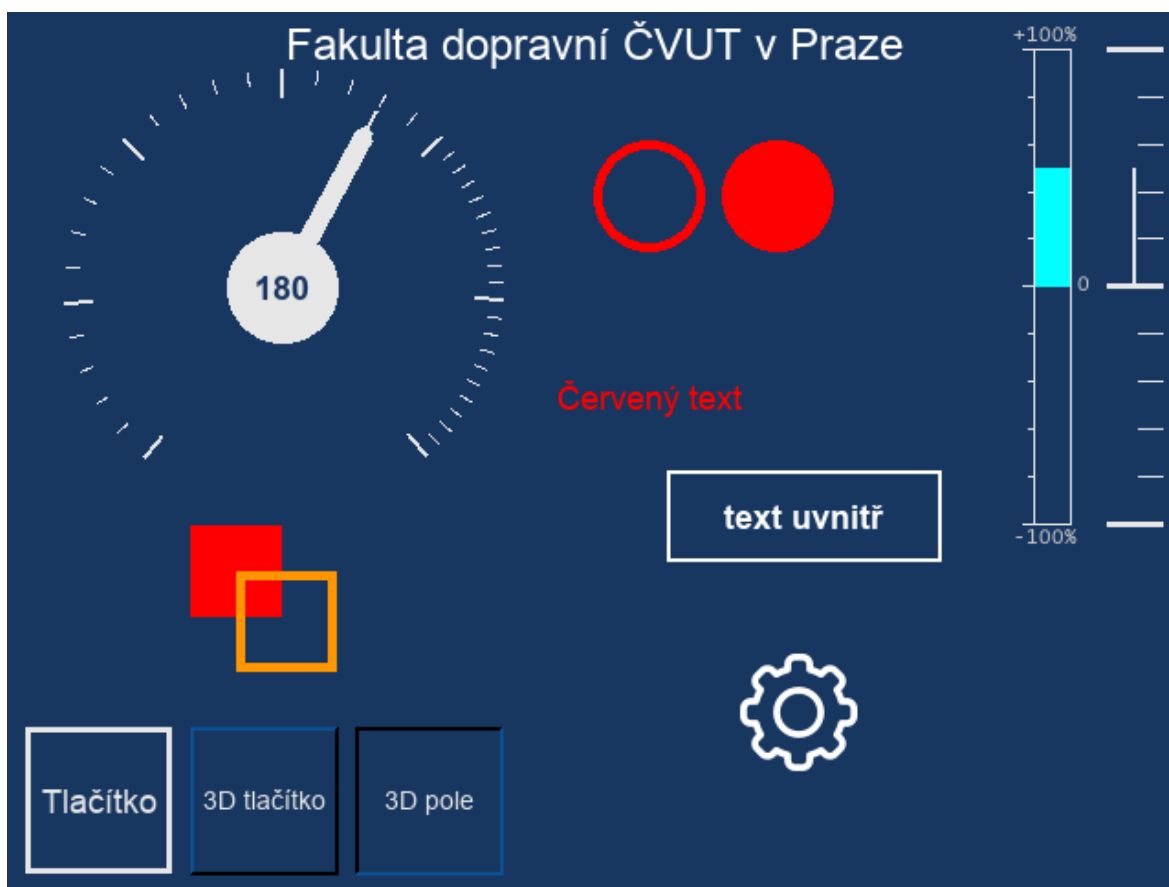 Fakulta dopravní ČVUT v Praze
+100%
180
0
Červený text
text uvnitř
-100%
Tlačítko
3D tlačítko
3D pole